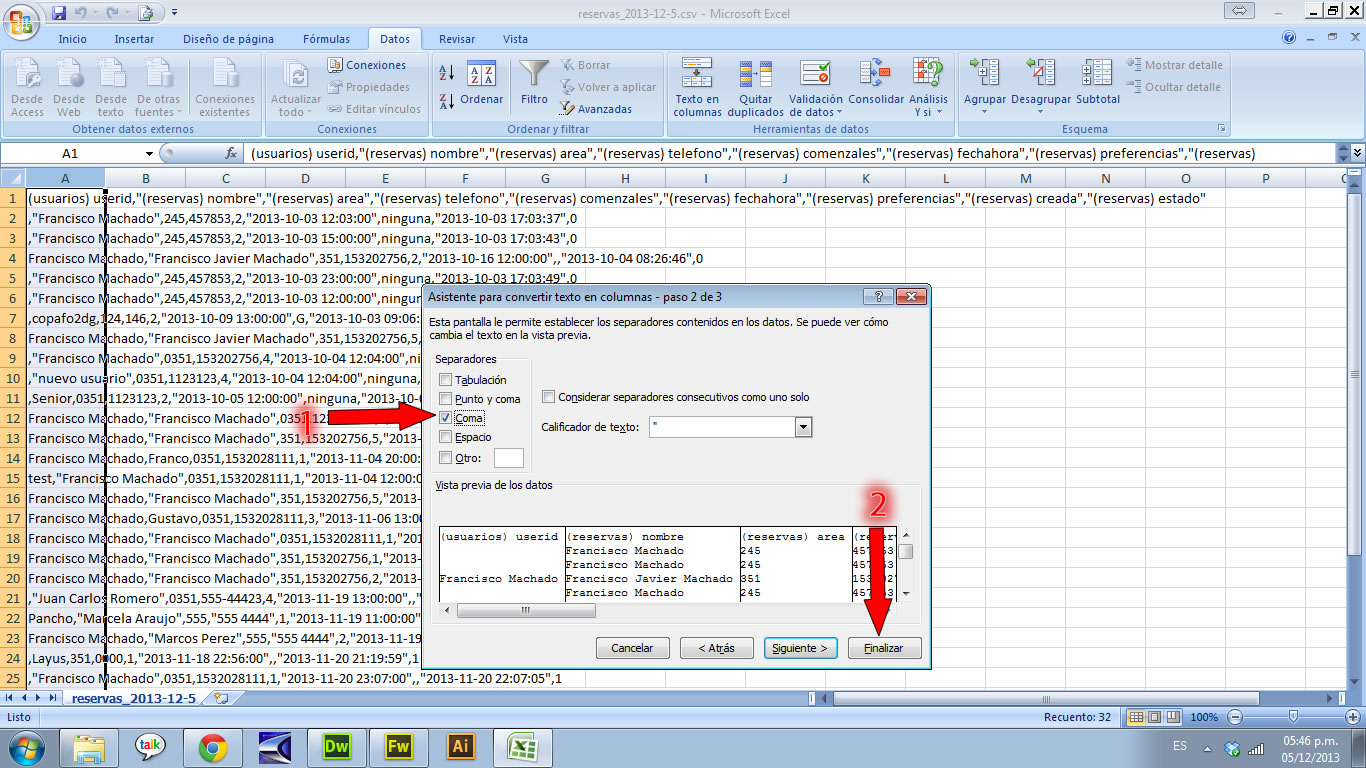 reservas_2013-12-5.csv - Microsoft Excel
Inicio Insertar Diseño de página Fórmulas Datos Revisar Vista
Desde Access
Desde Web
Desde texto
De otras fuentes
Conexiones existentes
Obtener datos externos
Actualizar todo
Conexiones
Propiedades
Editar vínculos
Conexiones
Ordenar
Filtro
Borrar
Volver a aplicar
Avanzadas
Ordenar y filtrar
Texto en columnas
Quitar duplicados
Validación de datos
Consolidar
Análisis Y si
Herramientas de datos
Agrupar
Desagrupar
Subtotal
Mostrar detalle
Ocultar detalle
Esquema
A1 fx (usuarios) userid,"(reservas) nombre","(reservas) area","(reservas) telefono","(reservas) comenzales","(reservas) fechahora","(reservas) preferencias","(reservas)
A B C D E F G H I J K L M N O P
1 (usuarios) userid,"(reservas) nombre","(reservas) area","(reservas) telefono","(reservas) comenzales","(reservas) fechahora","(reservas) preferencias","(reservas) creada","(reservas) estado"
2 ,"Francisco Machado",245,457853,2,"2013-10-03 12:03:00",ninguna,"2013-10-03 17:03:37",0
3 ,"Francisco Machado",245,457853,2,"2013-10-03 15:00:00",ninguna,"2013-10-03 17:03:43",0
4 Francisco Machado,"Francisco Javier Machado",351,153202756,2,"2013-10-16 12:00:00",,"2013-10-04 08:26:46",0
5 ,"Francisco Machado",245,457853,2,"2013-10-03 23:00:00",ninguna,"2013-10-03 17:03:49",0
6 ,"Francisco Machado",245,457853,2,"2013-10-03 12:00:00",ninguna,
7 ,copafo2dg,124,146,2,"2013-10-09 13:00:00",G,"2013-10-03 09:06:
8 Francisco Machado,"Francisco Javier Machado",351,153202756,5,
9 ,"Francisco Machado",0351,153202756,4,"2013-10-04 12:04:00",ni
10 ,"nuevo usuario",0351,1123123,4,"2013-10-04 12:04:00",ninguna,
11 ,Senior,0351,1123123,2,"2013-10-05 12:00:00",ninguna,"2013-10-
12 Francisco Machado,"Francisco Machado",0351,12
13 Francisco Machado,"Francisco Machado",351,153202756,5,"2013-
14 Francisco Machado,Franco,0351,1532028111,1,"2013-11-04 20:00:
15 test,"Francisco Machado",0351,1532028111,1,"2013-11-04 12:00:0
16 Francisco Machado,"Francisco Machado",351,153202756,5,"2013-
17 Francisco Machado,Gustavo,0351,1532028111,3,"2013-11-06 13:00
18 Francisco Machado,"Francisco Machado",0351,1532028111,1,"201
19 Francisco Machado,"Francisco Machado",351,153202756,1,"2013-
20 Francisco Machado,"Francisco Machado",351,153202756,2,"2013-
21 ,"Juan Carlos Romero",0351,555-44423,4,"2013-11-19 13:00:00",,"
22 Pancho,"Marcela Araujo",555,"555 4444",1,"2013-11-19 11:00:00"
23 Francisco Machado,"Marcos Perez",555,"555 4444",2,"2013-11-19
24 ,Layus,351,0000,1,"2013-11-18 22:56:00",,"2013-11-20 21:19:59",1
25 ,"Francisco Machado",0351,1532028111,1,"2013-11-20 23:07:00",,"2013-11-20 22:07:05",1
Asistente para convertir texto en columnas - paso 2 de 3
Esta pantalla le permite establecer los separadores contenidos en los datos. Se puede ver cómo
cambia el texto en la vista previa.
Separadores
Tabulación
Punto y coma
Coma
Espacio
Otro:
Considerar separadores consecutivos como uno solo
Calificador de texto: "
1
2
Vista previa de los datos
(usuarios) userid (reservas) nombre (reservas) area
Francisco Machado 245
Francisco Machado 245
Francisco Machado Francisco Javier Machado 351
Francisco Machado 245
Cancelar < Atrás Siguiente > Finalizar
reservas_2013-12-5
Listo Recuento: 32 100%
talk Dw Fw Ai
ES 05:46 p.m.
05/12/2013